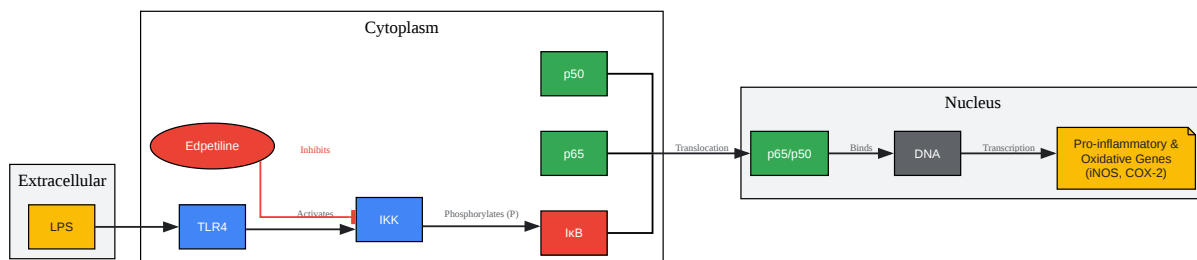 Cytoplasm
Extracellular
LPS
Edpetiline
Inhibits
TLR4
Activates
IKK
Phosphorylates (P)
p50
p65
IκB
Translocation
Nucleus
p65/p50
Binds
DNA
Transcription
Pro-inflammatory &
Oxidative Genes
(iNOS, COX-2)